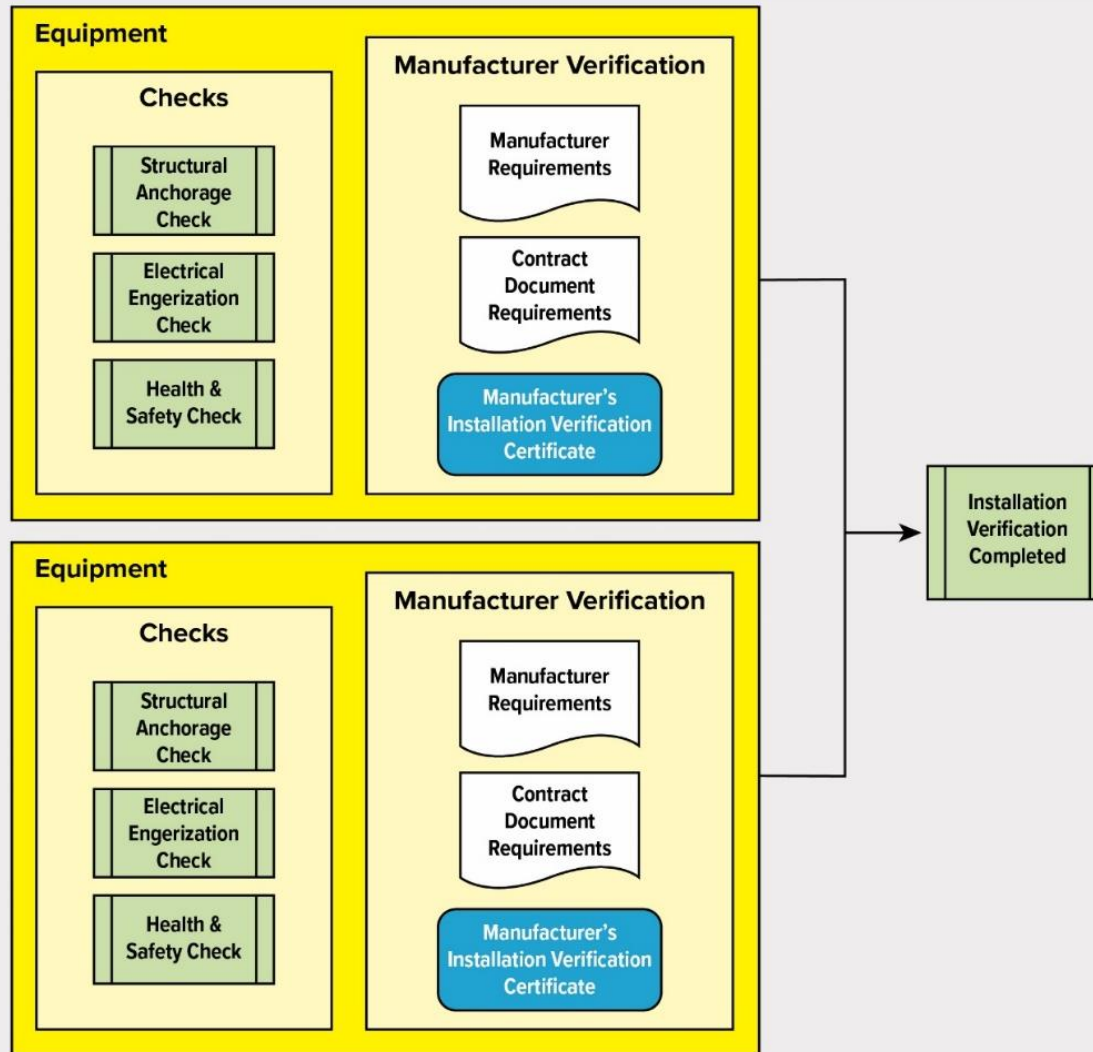 Equipment
Checks
Structural
Anchorage
Check
Electrical
Engerization
Check
Health &
Safety Check
Manufacturer Verification
Manufacturer
Requirements
Contract
Document
Requirements
Manufacturer's
Installation Verification
Certificate
Equipment
Checks
Structural
Anchorage
Check
Electrical
Engerization
Check
Health &
Safety Check
Manufacturer Verification
Manufacturer
Requirements
Contract
Document
Requirements
Manufacturer's
Installation Verification
Certificate
Installation
Verification
Completed